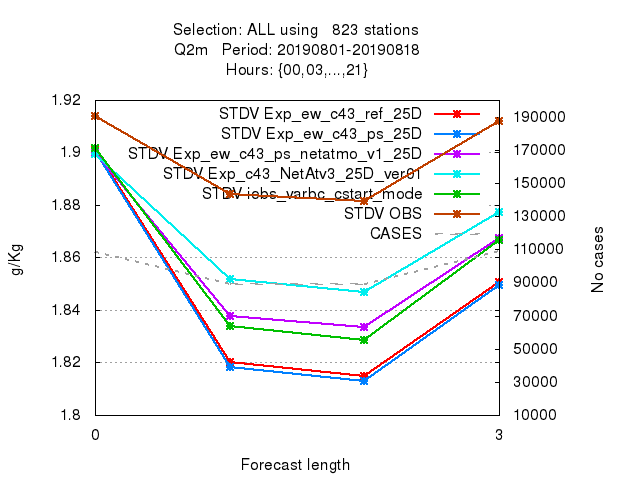 Selection: ALL using 823 stations
Q2m Period: 20190801-20190818
Hours: {00,03,...,21}
1.92
1.9
1.88
1.86
1.84
1.82
1.8
g/Kg
STDV Exp_ew_c43_ref_25D
STDV Exp_ew_c43_ps_25D
STDV Exp_ew_c43_ps_netatmo_v1_25D
STDV Exp_c43_NetAtv3_25D_ver0
STDV iobs_varbc_cstart_mode
STDV OBS
CASES
190000
170000
150000
130000
110000
90000
70000
50000
30000
10000
No cases
0
3
Forecast length